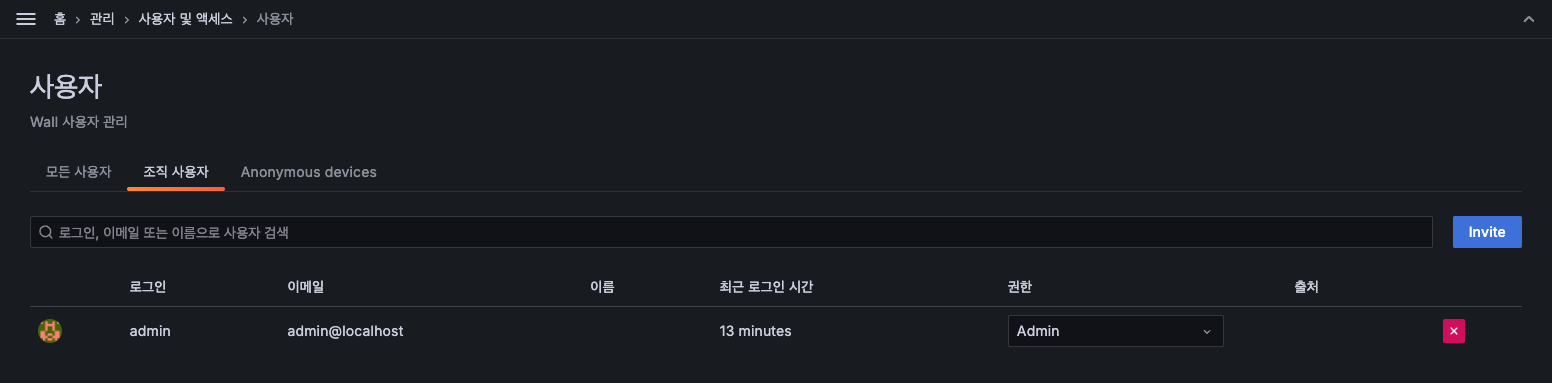 홈 › 관리 › 사용자 및 액세스 › 사용자
사용자
Wall 사용자 관리
모든 사용자 조직 사용자 Anonymous devices
로그인, 이메일 또는 이름으로 사용자 검색 Invite
로그인 이메일 이름 최근 로그인 시간 권한 출처
admin admin@localhost 13 minutes Admin